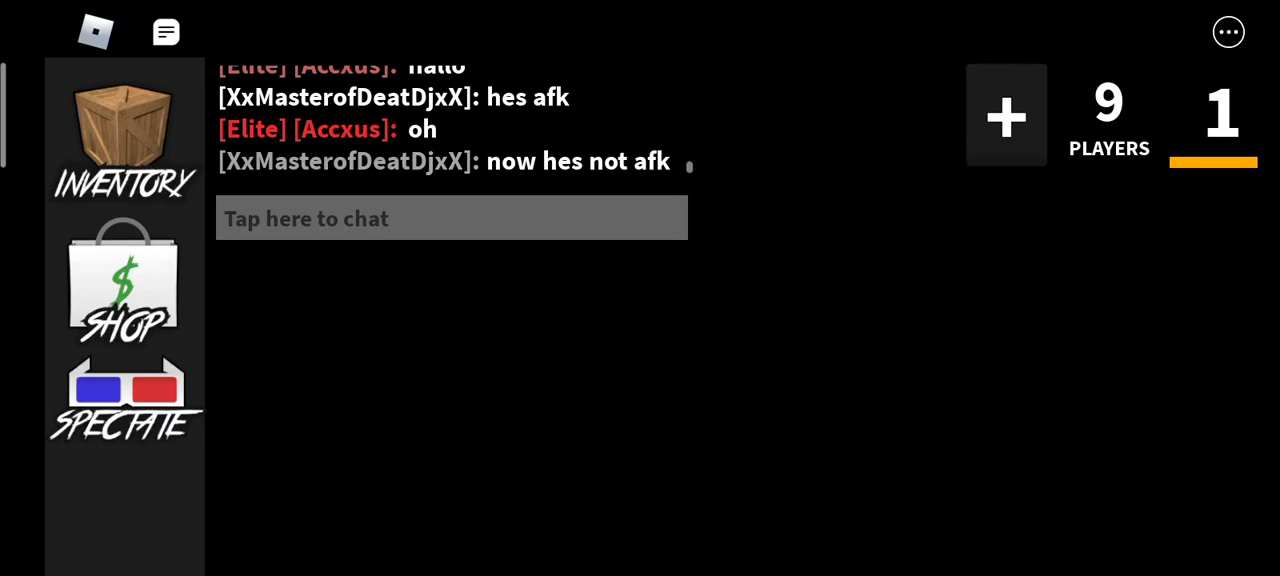 [Elite] [Accxus]: hallo
[XxMasterofDeatDjxX]: hes afk
[Elite] [Accxus]: oh
[XxMasterofDeatDjxX]: now hes not afk
Tap here to chat
+
9
PLAYERS
1
INVENTORY
$
SHOP
SPECTATE